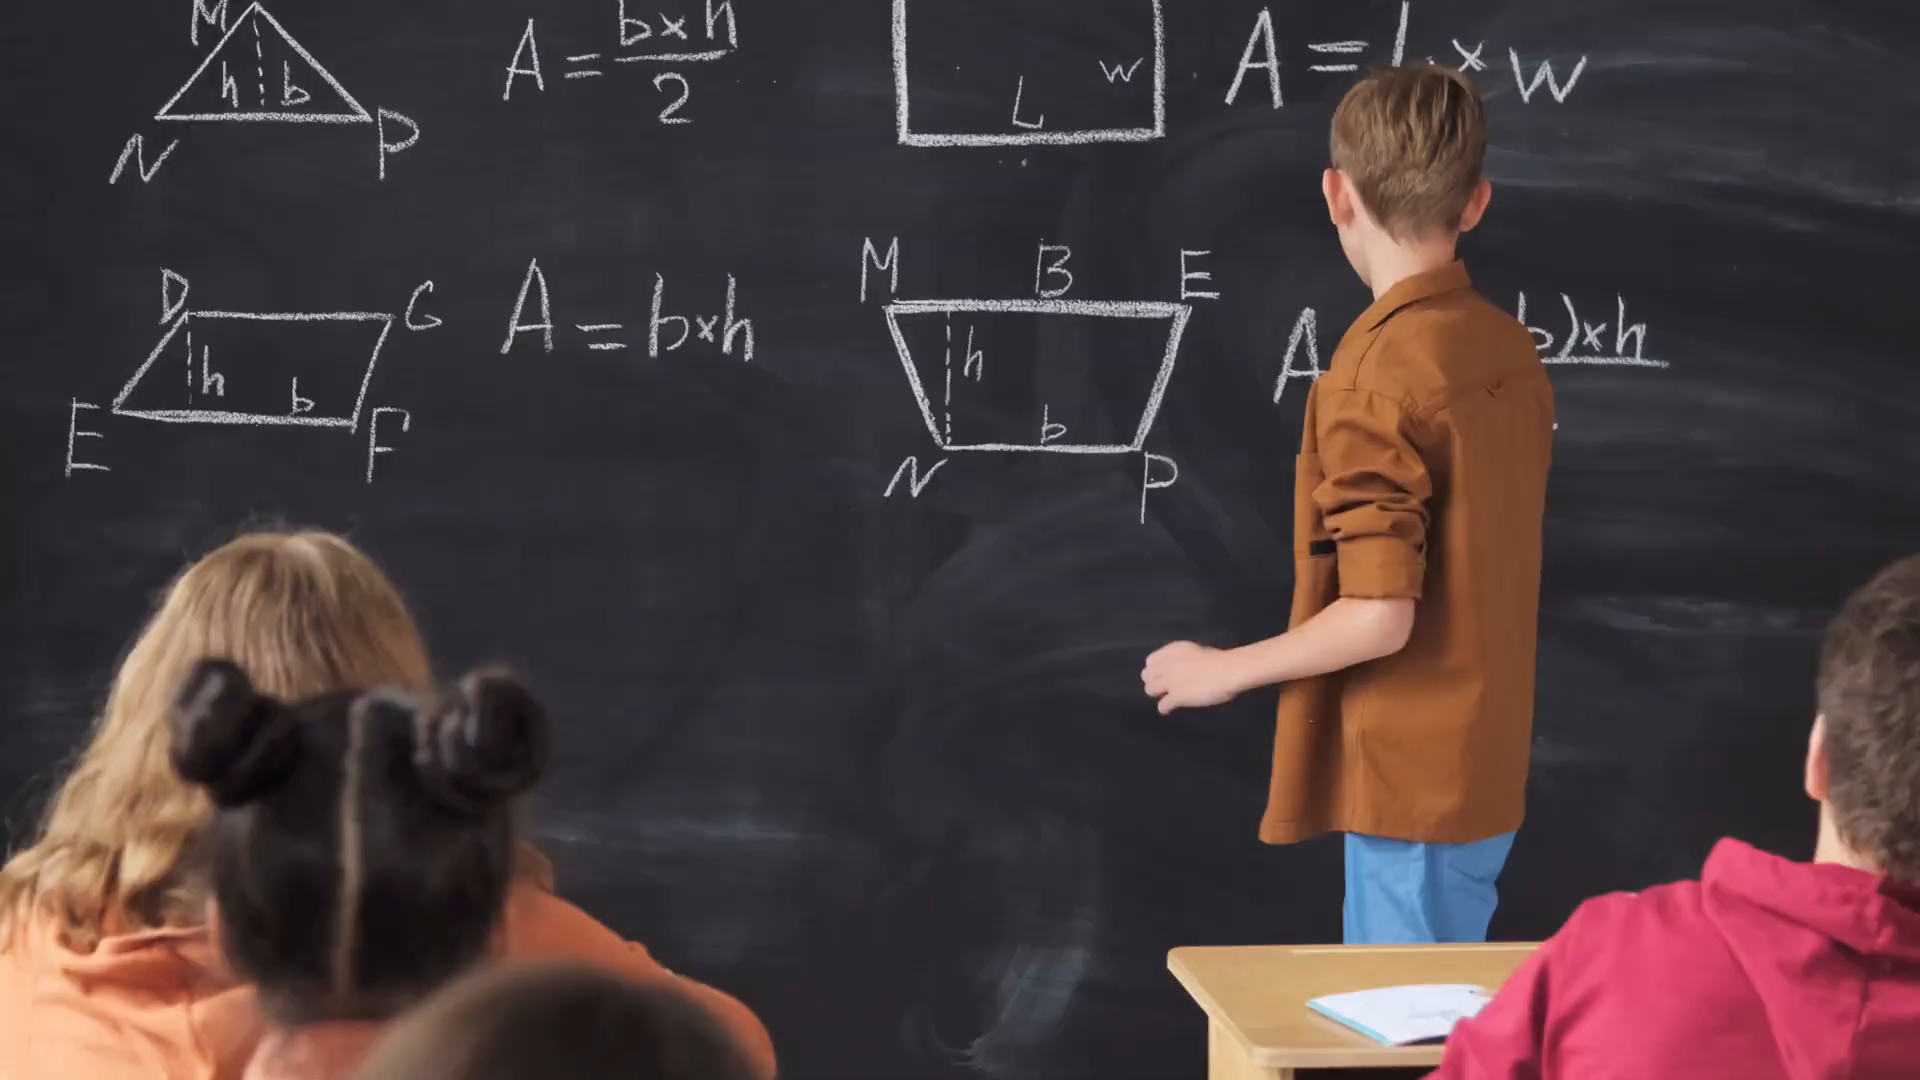 M
h b
N P
A = b×h
2
L w
A = L × w
D G
h
b
E F
A = b×h
M B E
h
b
N P
A b)×h